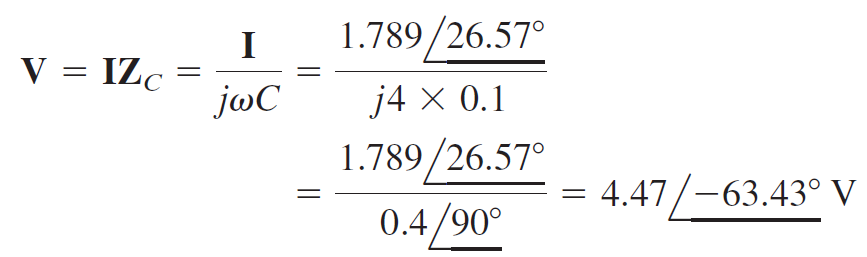 V = IZ_C = I / jωC = 1.789∠26.57° / j4 × 0.1
= 1.789∠26.57° / 0.4∠90° = 4.47∠−63.43° V